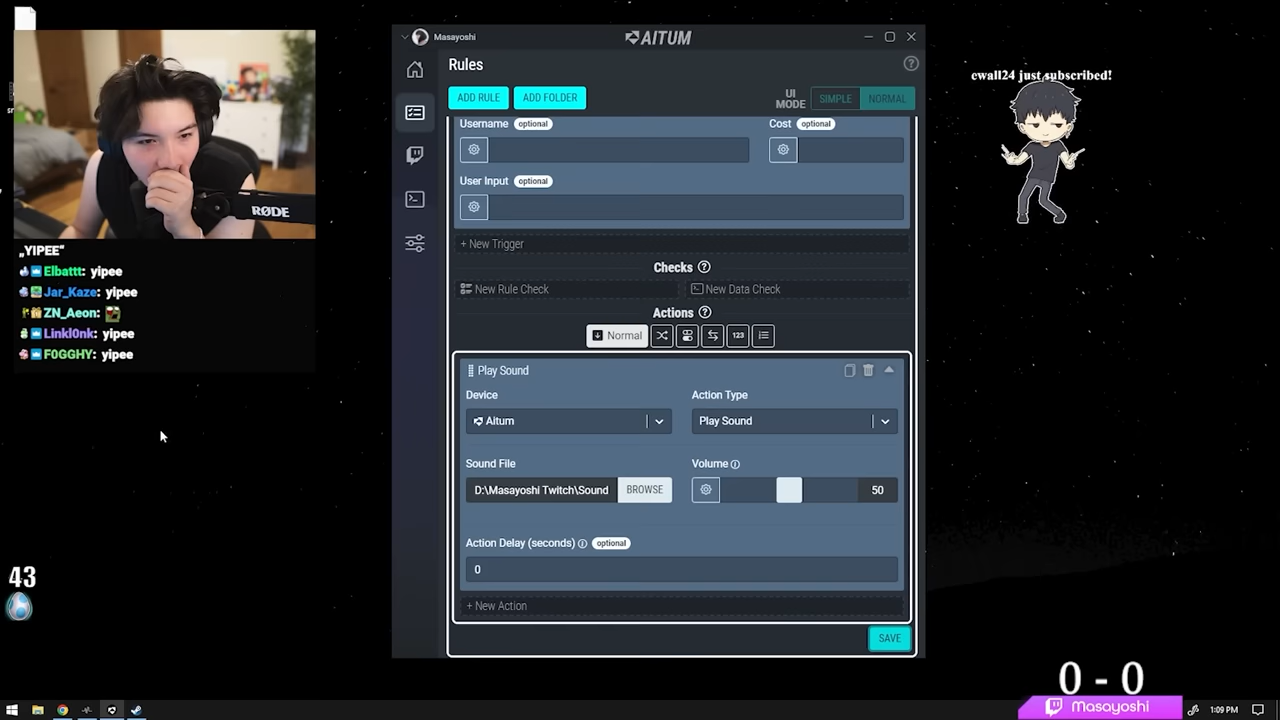 Masayoshi
AITUM
Rules
ADD RULE
ADD FOLDER
UI
MODE
SIMPLE
NORMAL
Username optional
Cost optional
User Input optional
+ New Trigger
Checks ?
New Rule Check
New Data Check
Actions ?
Normal
123
Play Sound
Device
Action Type
Aitum
Play Sound
Sound File
Volume
D:\Masayoshi Twitch\Sound
BROWSE
50
Action Delay (seconds) optional
0
+ New Action
SAVE
RØDE
„YIPEE“
Elbattt: yipee
Jar_Kaze: yipee
ZN_Aeon:
Linkl0nk: yipee
F0GGHY: yipee
43
cwall24 just subscribed!
0 - 0
Masayoshi
1:09 PM